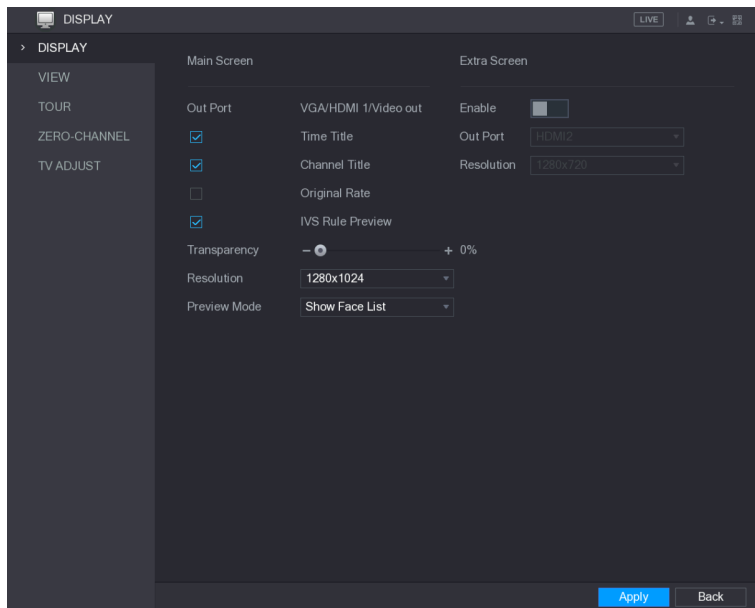 DISPLAY
LIVE
DISPLAY
VIEW
TOUR
ZERO-CHANNEL
TV ADJUST
Main Screen
Extra Screen
Out Port VGA/HDMI 1/Video out Enable
Time Title Out Port HDMI2
Channel Title Resolution 1280x720
Original Rate
IVS Rule Preview
Transparency − + 0%
Resolution 1280x1024
Preview Mode Show Face List
Apply Back